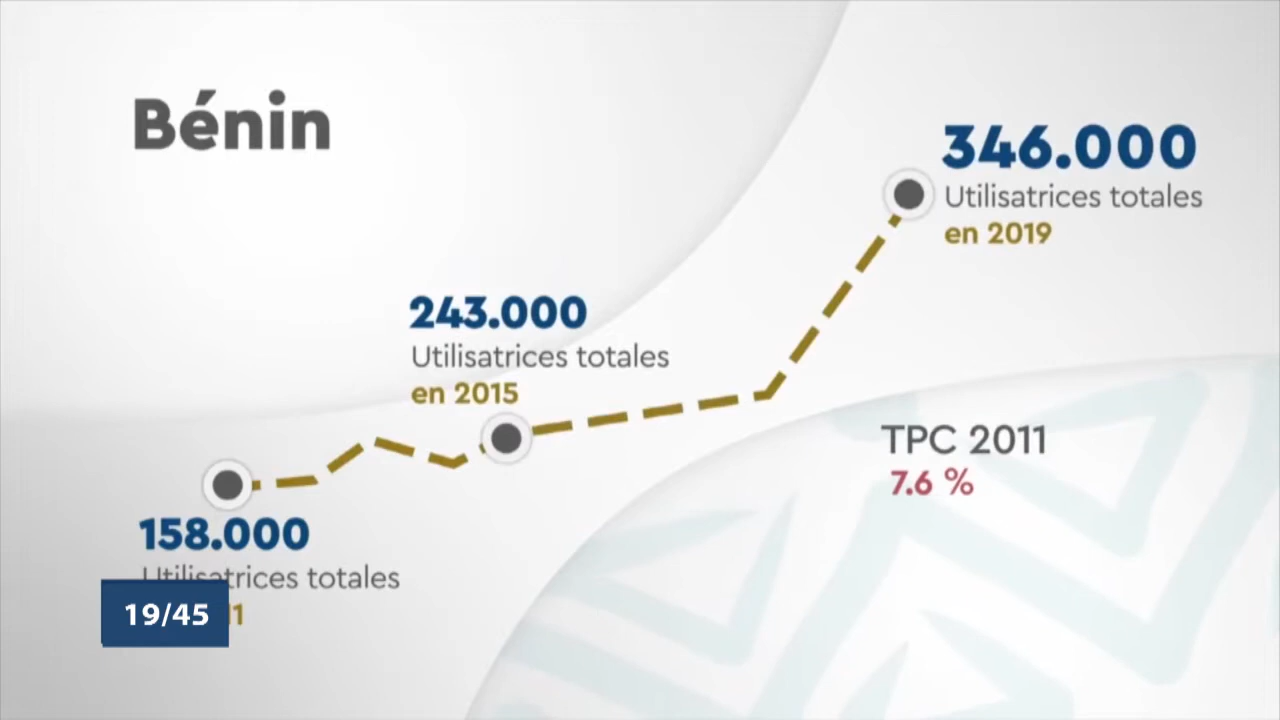 Bénin
346.000
Utilisatrices totales
en 2019
243.000
Utilisatrices totales
en 2015
TPC 2011
7.6 %
158.000
Utilisatrices totales
19/45